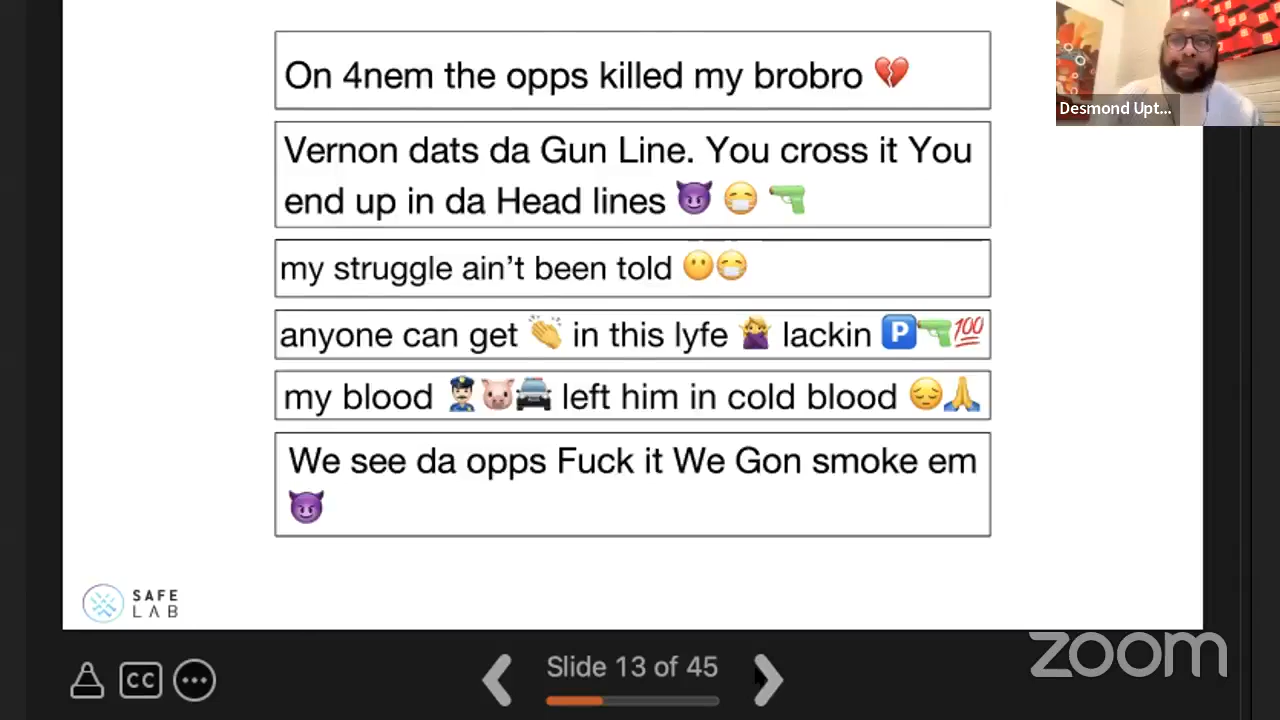 On 4nem the opps killed my brobro 💔
Vernon dats da Gun Line. You cross it You
end up in da Head lines 😈 😷 🔫
my struggle ain’t been told 😶😷
anyone can get 👏 in this lyfe 🤷‍♀️ lackin 🅿️🔫💯
my blood 👮🐷🚔 left him in cold blood 😔🙏
We see da opps Fuck it We Gon smoke em
😈
SAFE
LAB
Desmond Upt...
CC
Slide 13 of 45
zoom